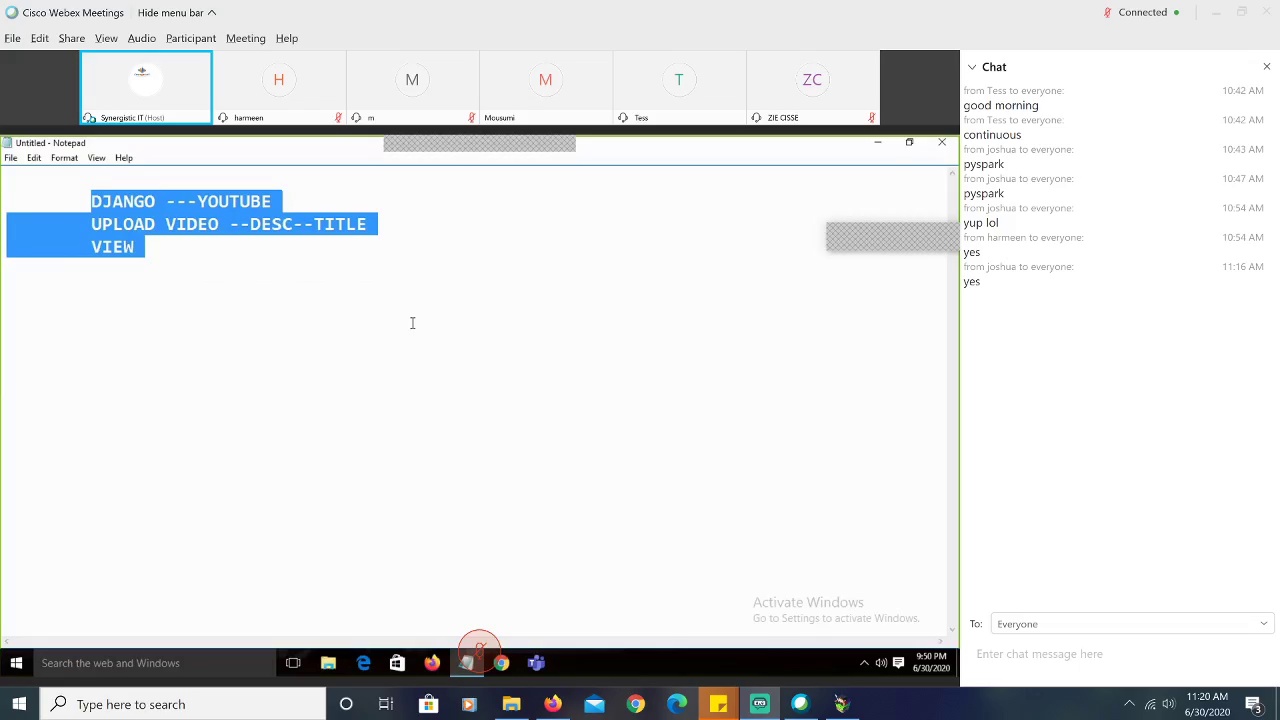 Cisco Webex Meetings Hide menu bar
Connected
File Edit Share View Audio Participant Meeting Help
H M M T ZC
Synergistic IT (Host) harmeen m Mousumi Tess ZIE CISSE
Untitled - Notepad
File Edit Format View Help
DJANGO ---YOUTUBE
UPLOAD VIDEO --DESC--TITLE
VIEW
Activate Windows
Go to Settings to activate Windows.
Search the web and Windows
9:50 PM
6/30/2020
Chat
from Tess to everyone: 10:42 AM
good morning
from Tess to everyone: 10:42 AM
continuous
from joshua to everyone: 10:43 AM
pyspark
from joshua to everyone: 10:47 AM
pyspark
from joshua to everyone: 10:54 AM
yup lol
from harmeen to everyone: 10:54 AM
yes
from joshua to everyone: 11:16 AM
yes
To: Everyone
Enter chat message here
Type here to search
11:20 AM
6/30/2020
3